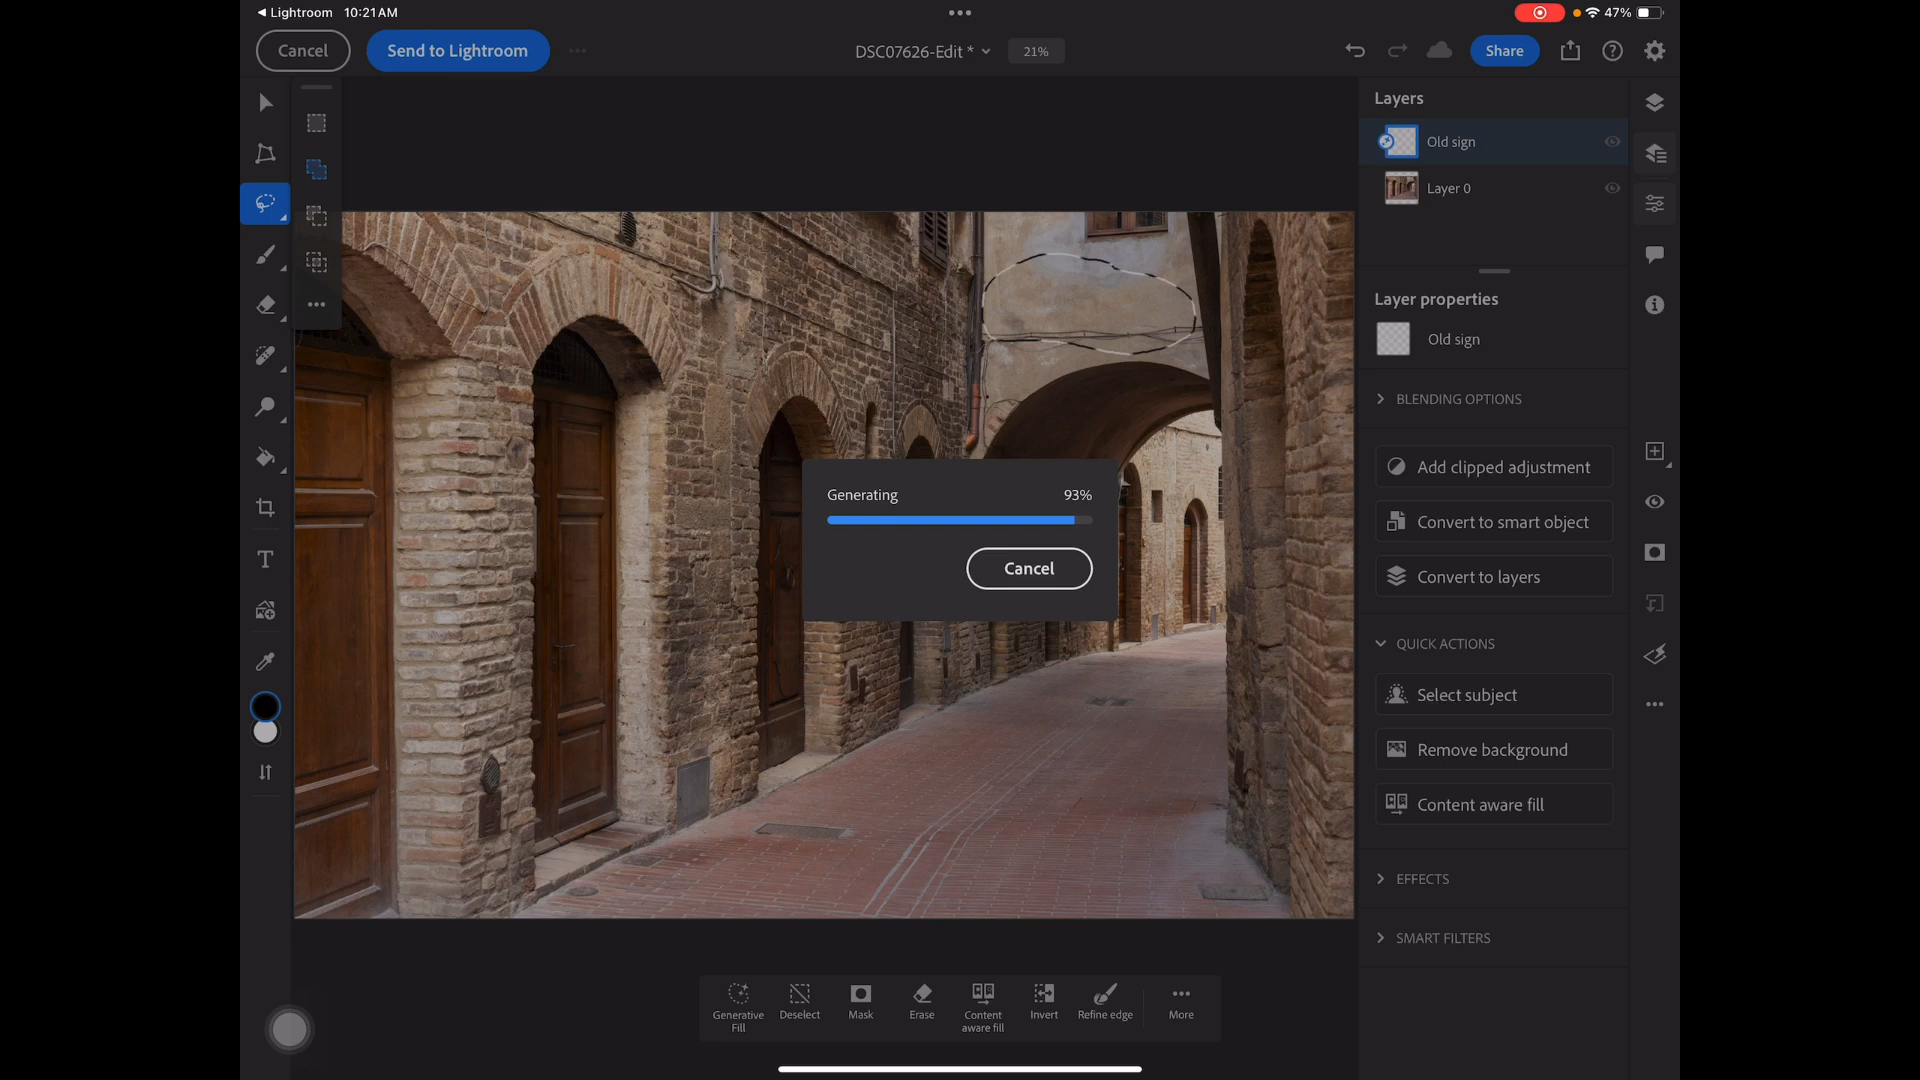 Lightroom 10:21AM
47%
Cancel
Send to Lightroom
DSC07626-Edit *
21%
Share
Layers
Old sign
Layer 0
Layer properties
Old sign
BLENDING OPTIONS
Add clipped adjustment
Convert to smart object
Convert to layers
QUICK ACTIONS
Select subject
Remove background
Content aware fill
EFFECTS
SMART FILTERS
Generating 93%
Cancel
T
Generative
Fill
Deselect
Mask
Erase
Content
aware fill
Invert
Refine edge
More